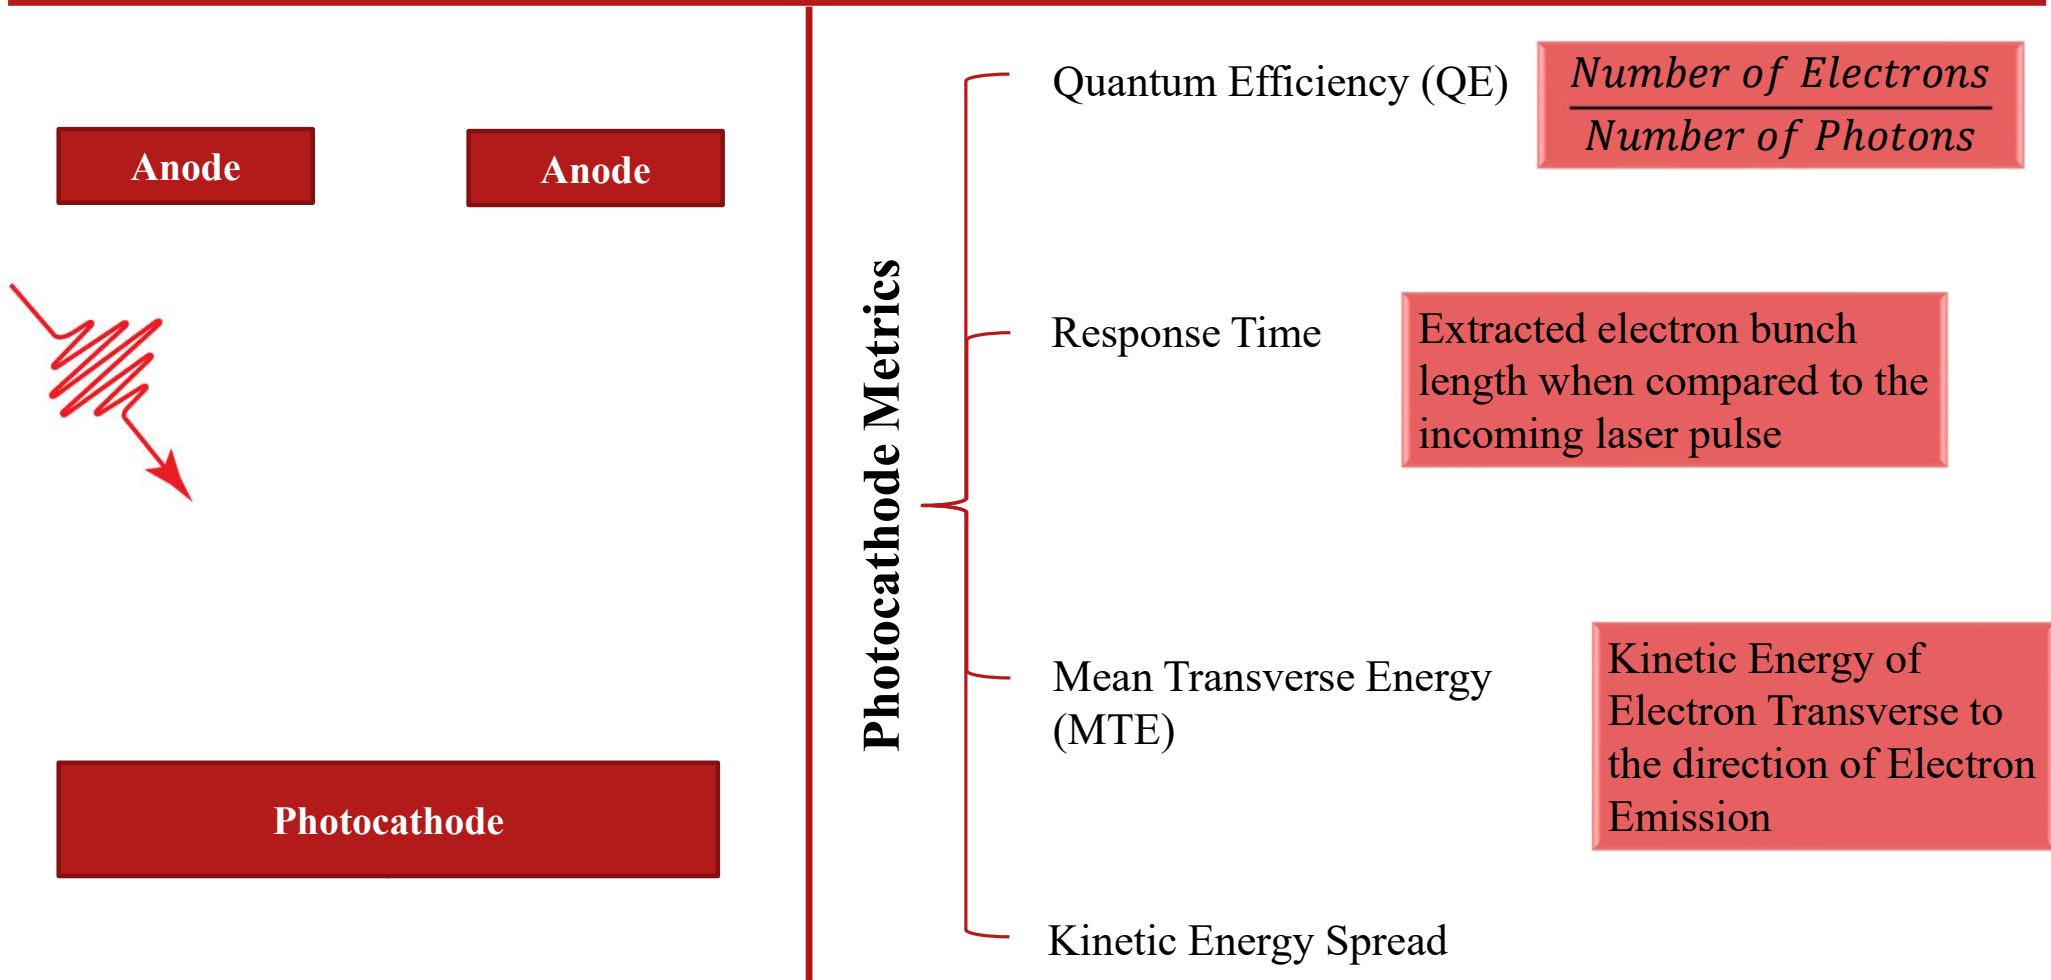 Anode
Anode
Photocathode
Photocathode Metrics
Quantum Efficiency (QE)
Number of Electrons
Number of Photons
Response Time
Extracted electron bunch
length when compared to the
incoming laser pulse
Mean Transverse Energy
(MTE)
Kinetic Energy of
Electron Transverse to
the direction of Electron
Emission
Kinetic Energy Spread